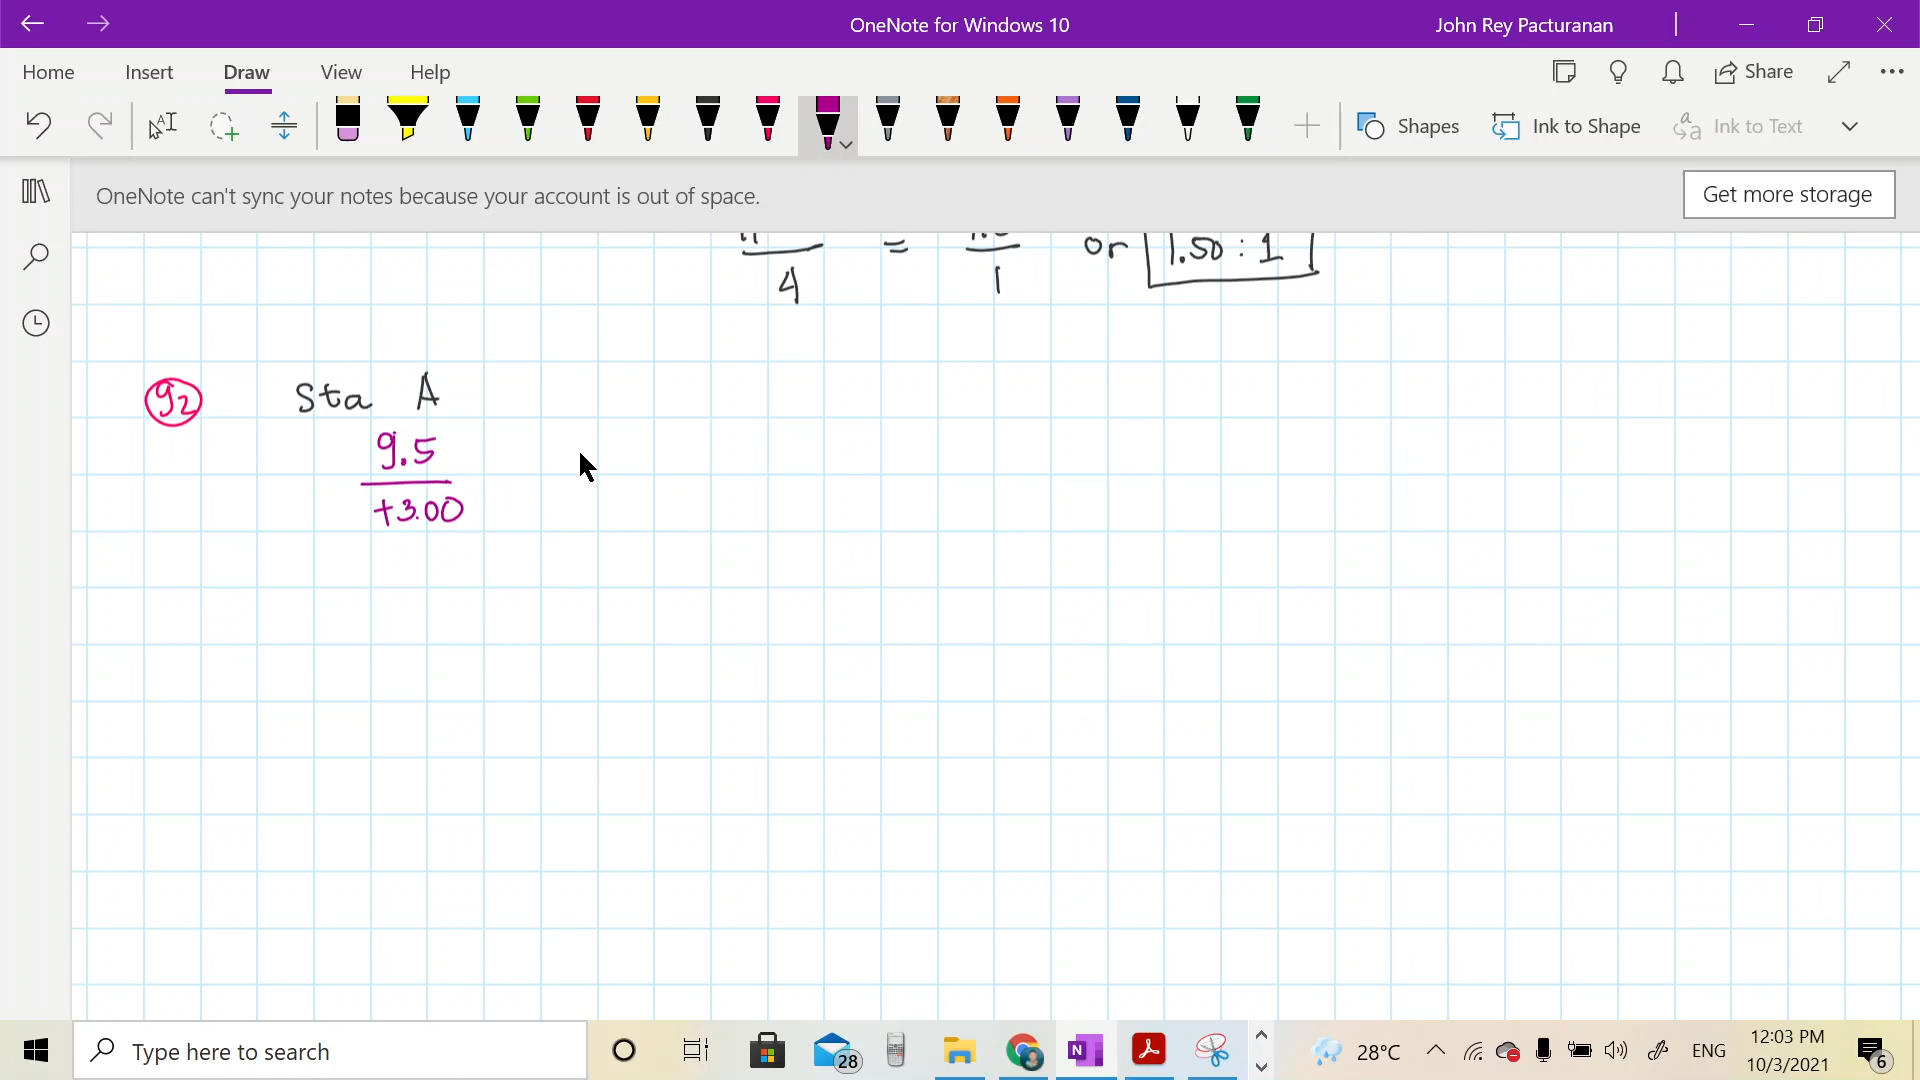 OneNote for Windows 10
John Rey Pacturanan
Home Insert Draw View Help
Share
Shapes Ink to Shape Ink to Text
OneNote can't sync your notes because your account is out of space.
Get more storage
= or 1.50 : 1
4 1
92 Sta A
9.5
+3.00
Type here to search
28
28°C
ENG
12:03 PM
10/3/2021
6